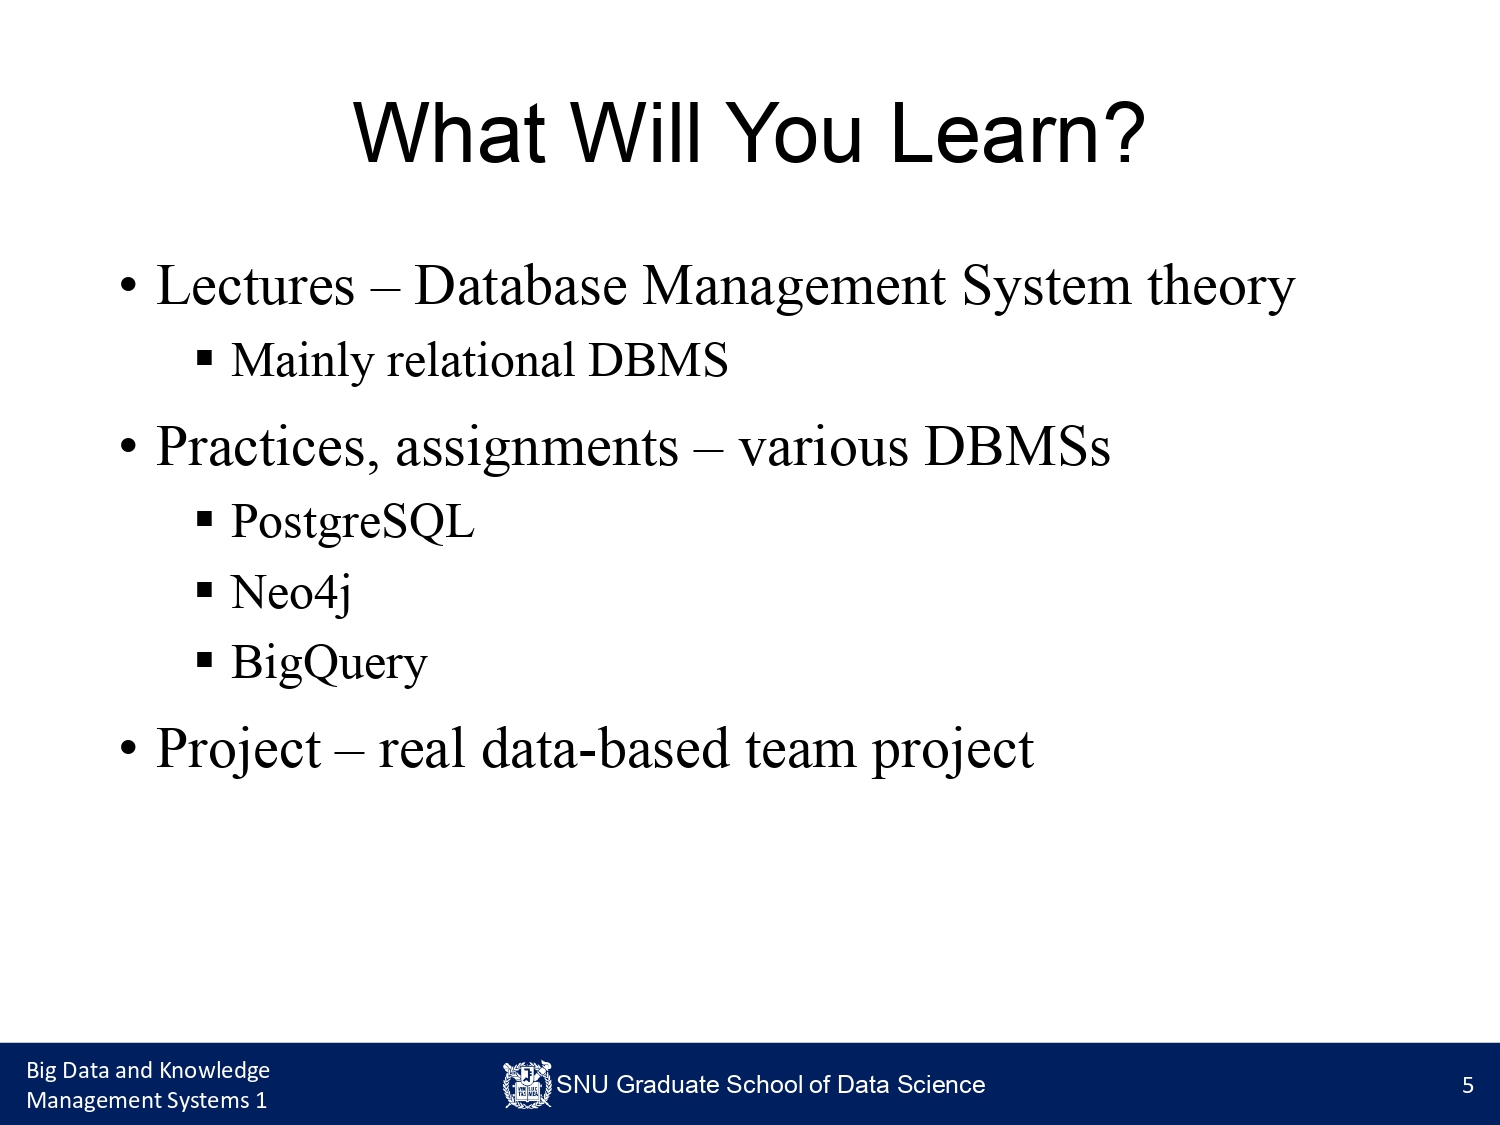 What Will You Learn?
• Lectures – Database Management System theory
▪ Mainly relational DBMS
• Practices, assignments – various DBMSs
▪ PostgreSQL
▪ Neo4j
▪ BigQuery
• Project – real data-based team project
Big Data and Knowledge
Management Systems 1
SNU Graduate School of Data Science
5